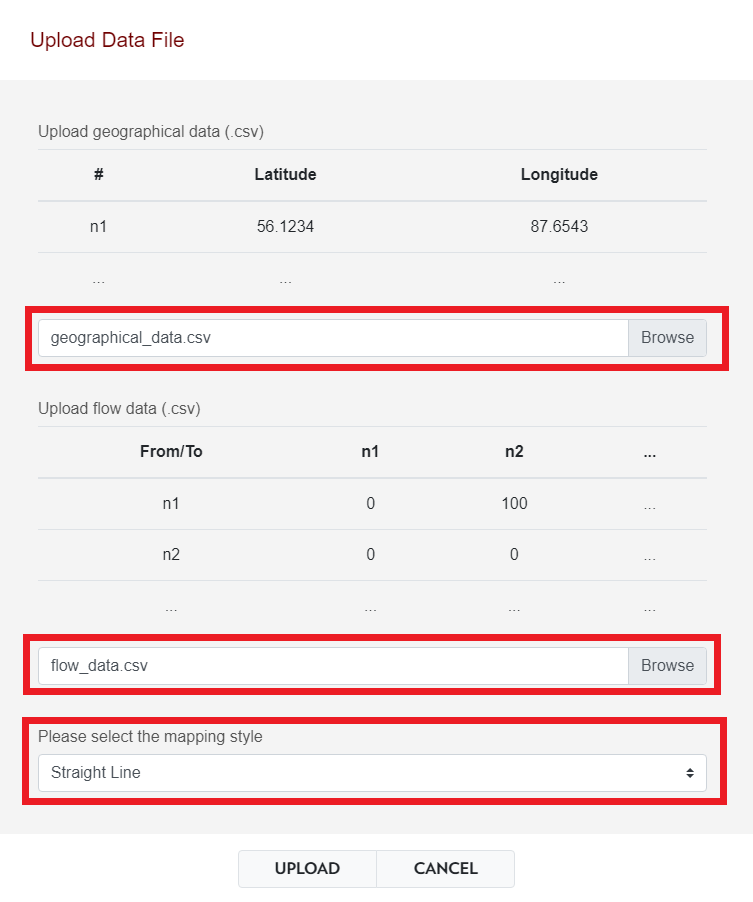 Upload Data File
Upload geographical data (.csv)
# Latitude Longitude
n1 56.1234 87.6543
... ... ...
geographical_data.csv Browse
Upload flow data (.csv)
From/To n1 n2 ...
n1 0 100 ...
n2 0 0 ...
... ... ... ...
flow_data.csv Browse
Please select the mapping style
Straight Line
UPLOAD CANCEL